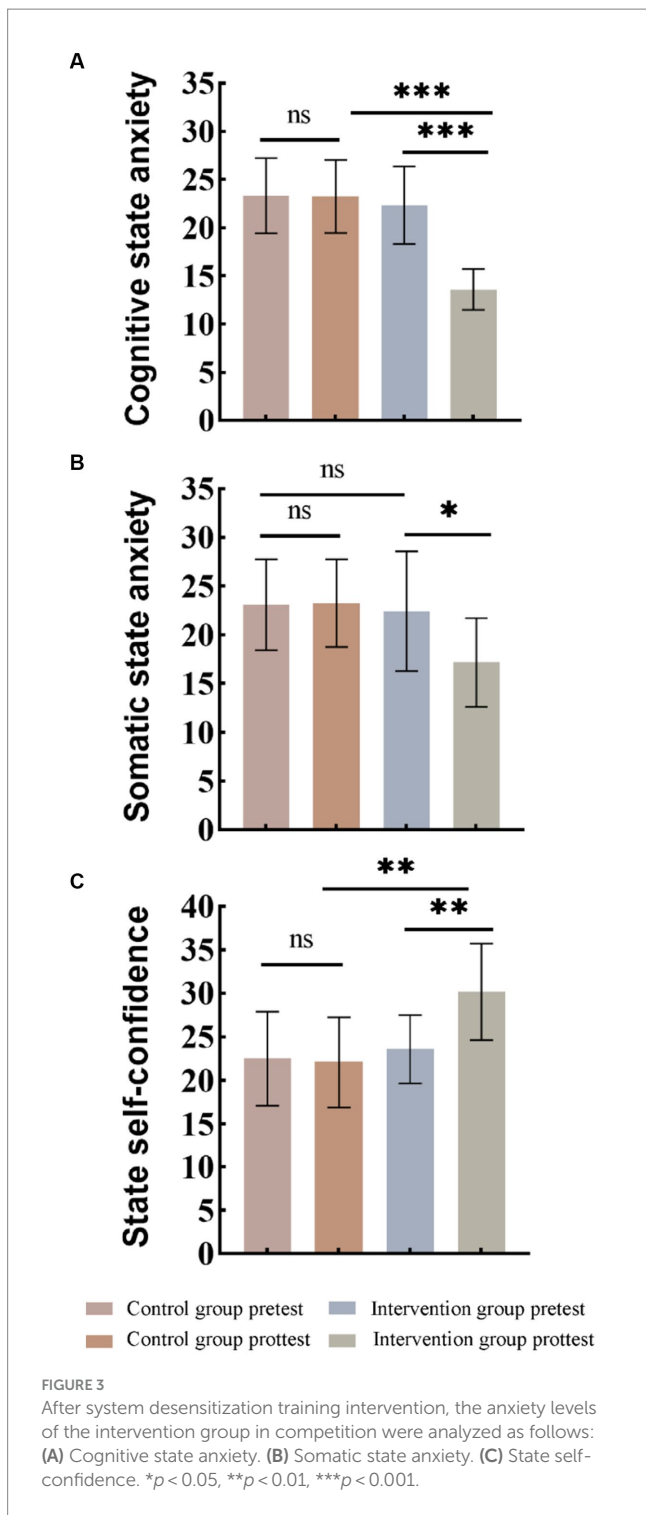 A
Cognitive state anxiety
35
30
25
20
15
10
5
0
ns
***
***
B
Somatic state anxiety
35
30
25
20
15
10
5
0
ns
ns
*
C
State self-confidence
40
35
30
25
20
15
10
5
0
ns
**
**
Control group pretest
Intervention group pretest
Control group prottest
Intervention group prottest
FIGURE 3
After system desensitization training intervention, the anxiety levels
of the intervention group in competition were analyzed as follows:
(A) Cognitive state anxiety. (B) Somatic state anxiety. (C) State self-
confidence. *p < 0.05, **p < 0.01, ***p < 0.001.